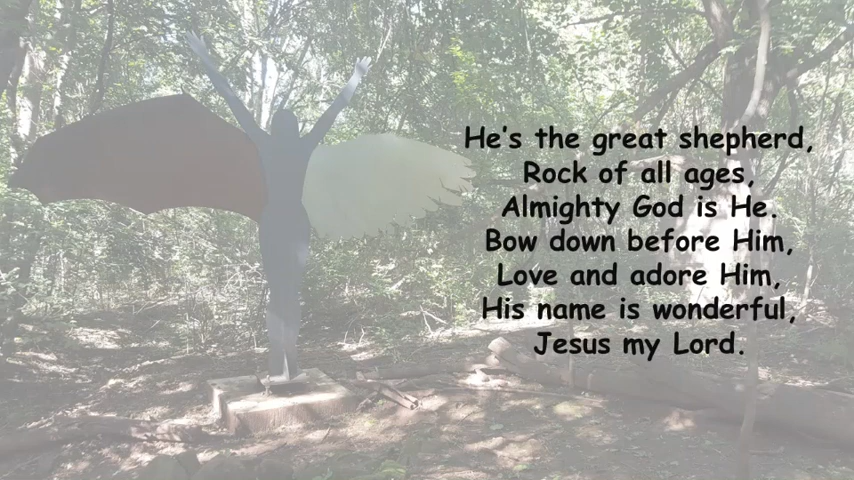 He's the great shepherd,
Rock of all ages,
Almighty God is He.
Bow down before Him,
Love and adore Him,
His name is wonderful,
Jesus my Lord.